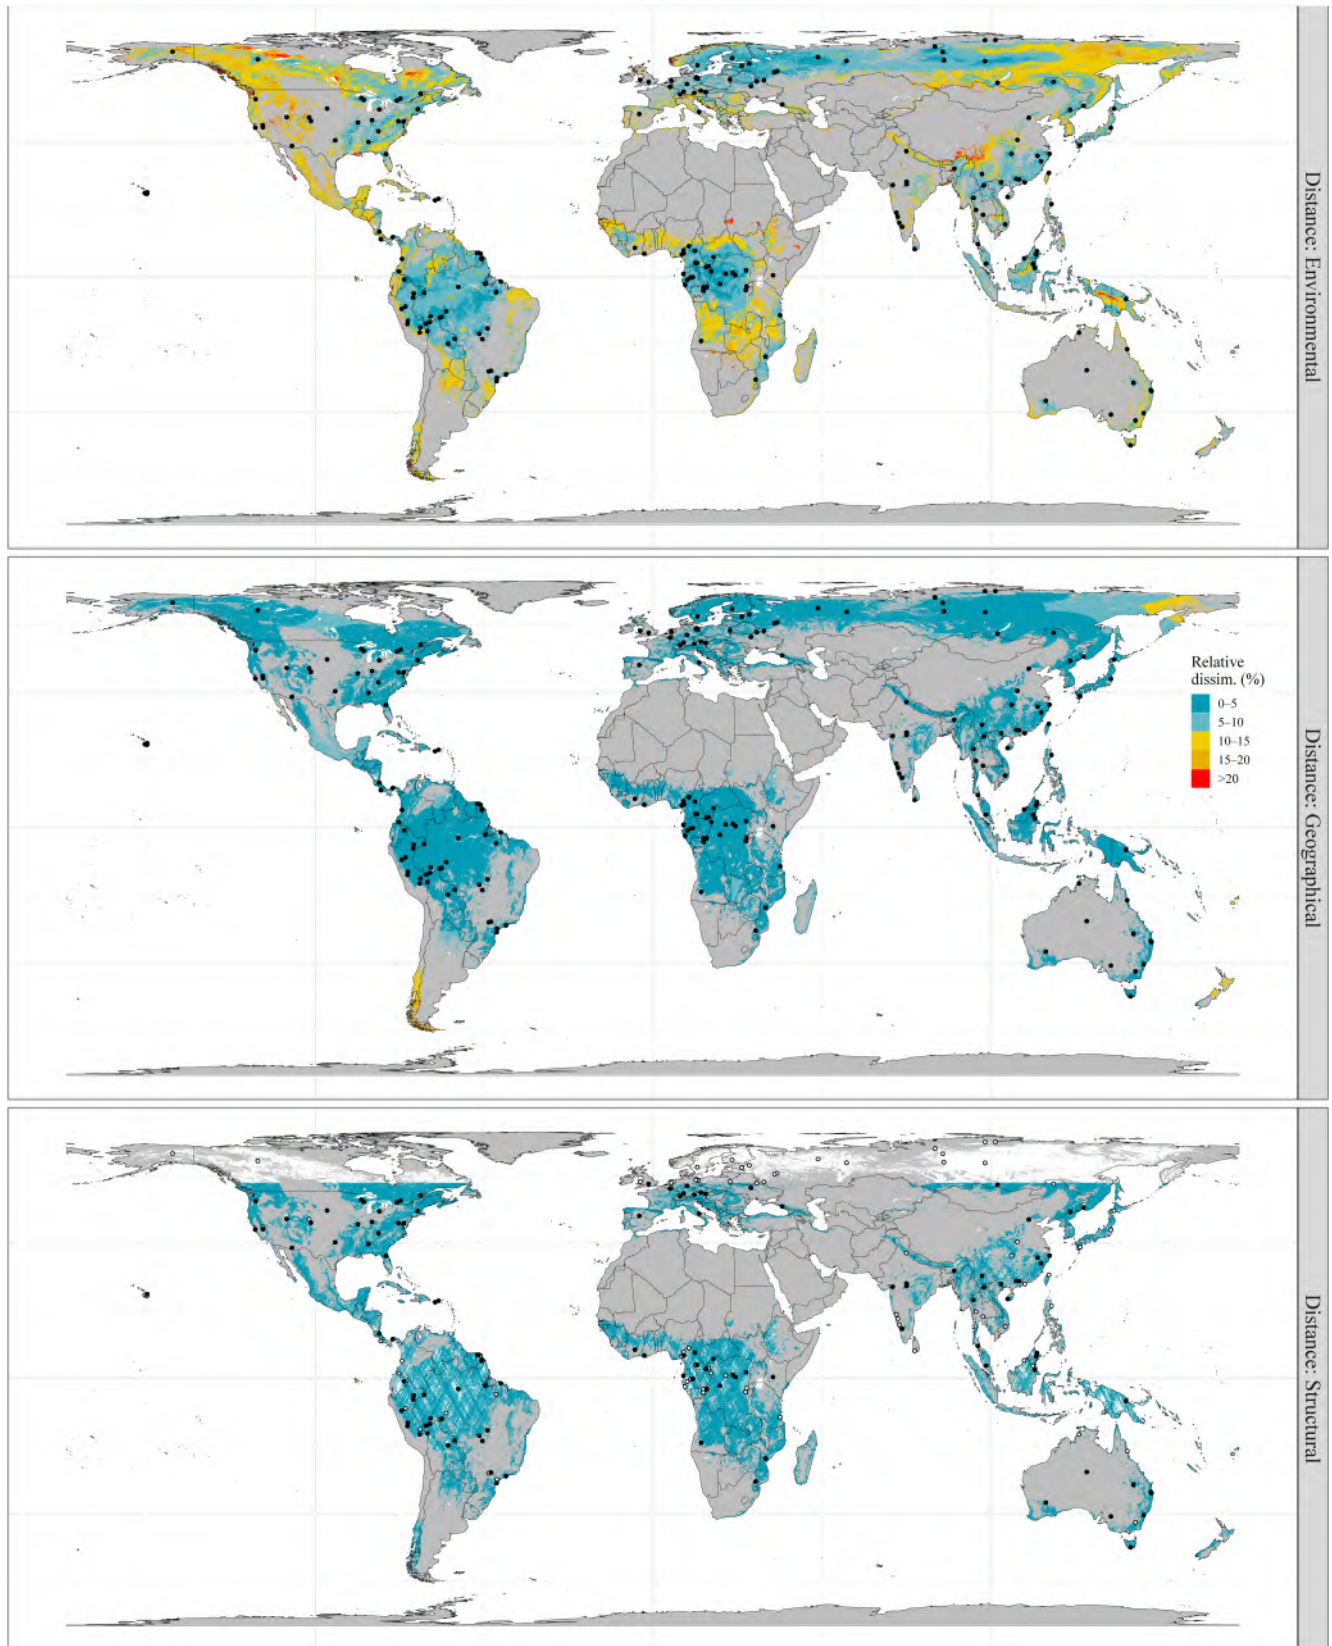 Distance: Environmental
Distance: Geographical
Relative
dissim. (%)
0–5
5–10
10–15
15–20
>20
Distance: Structural